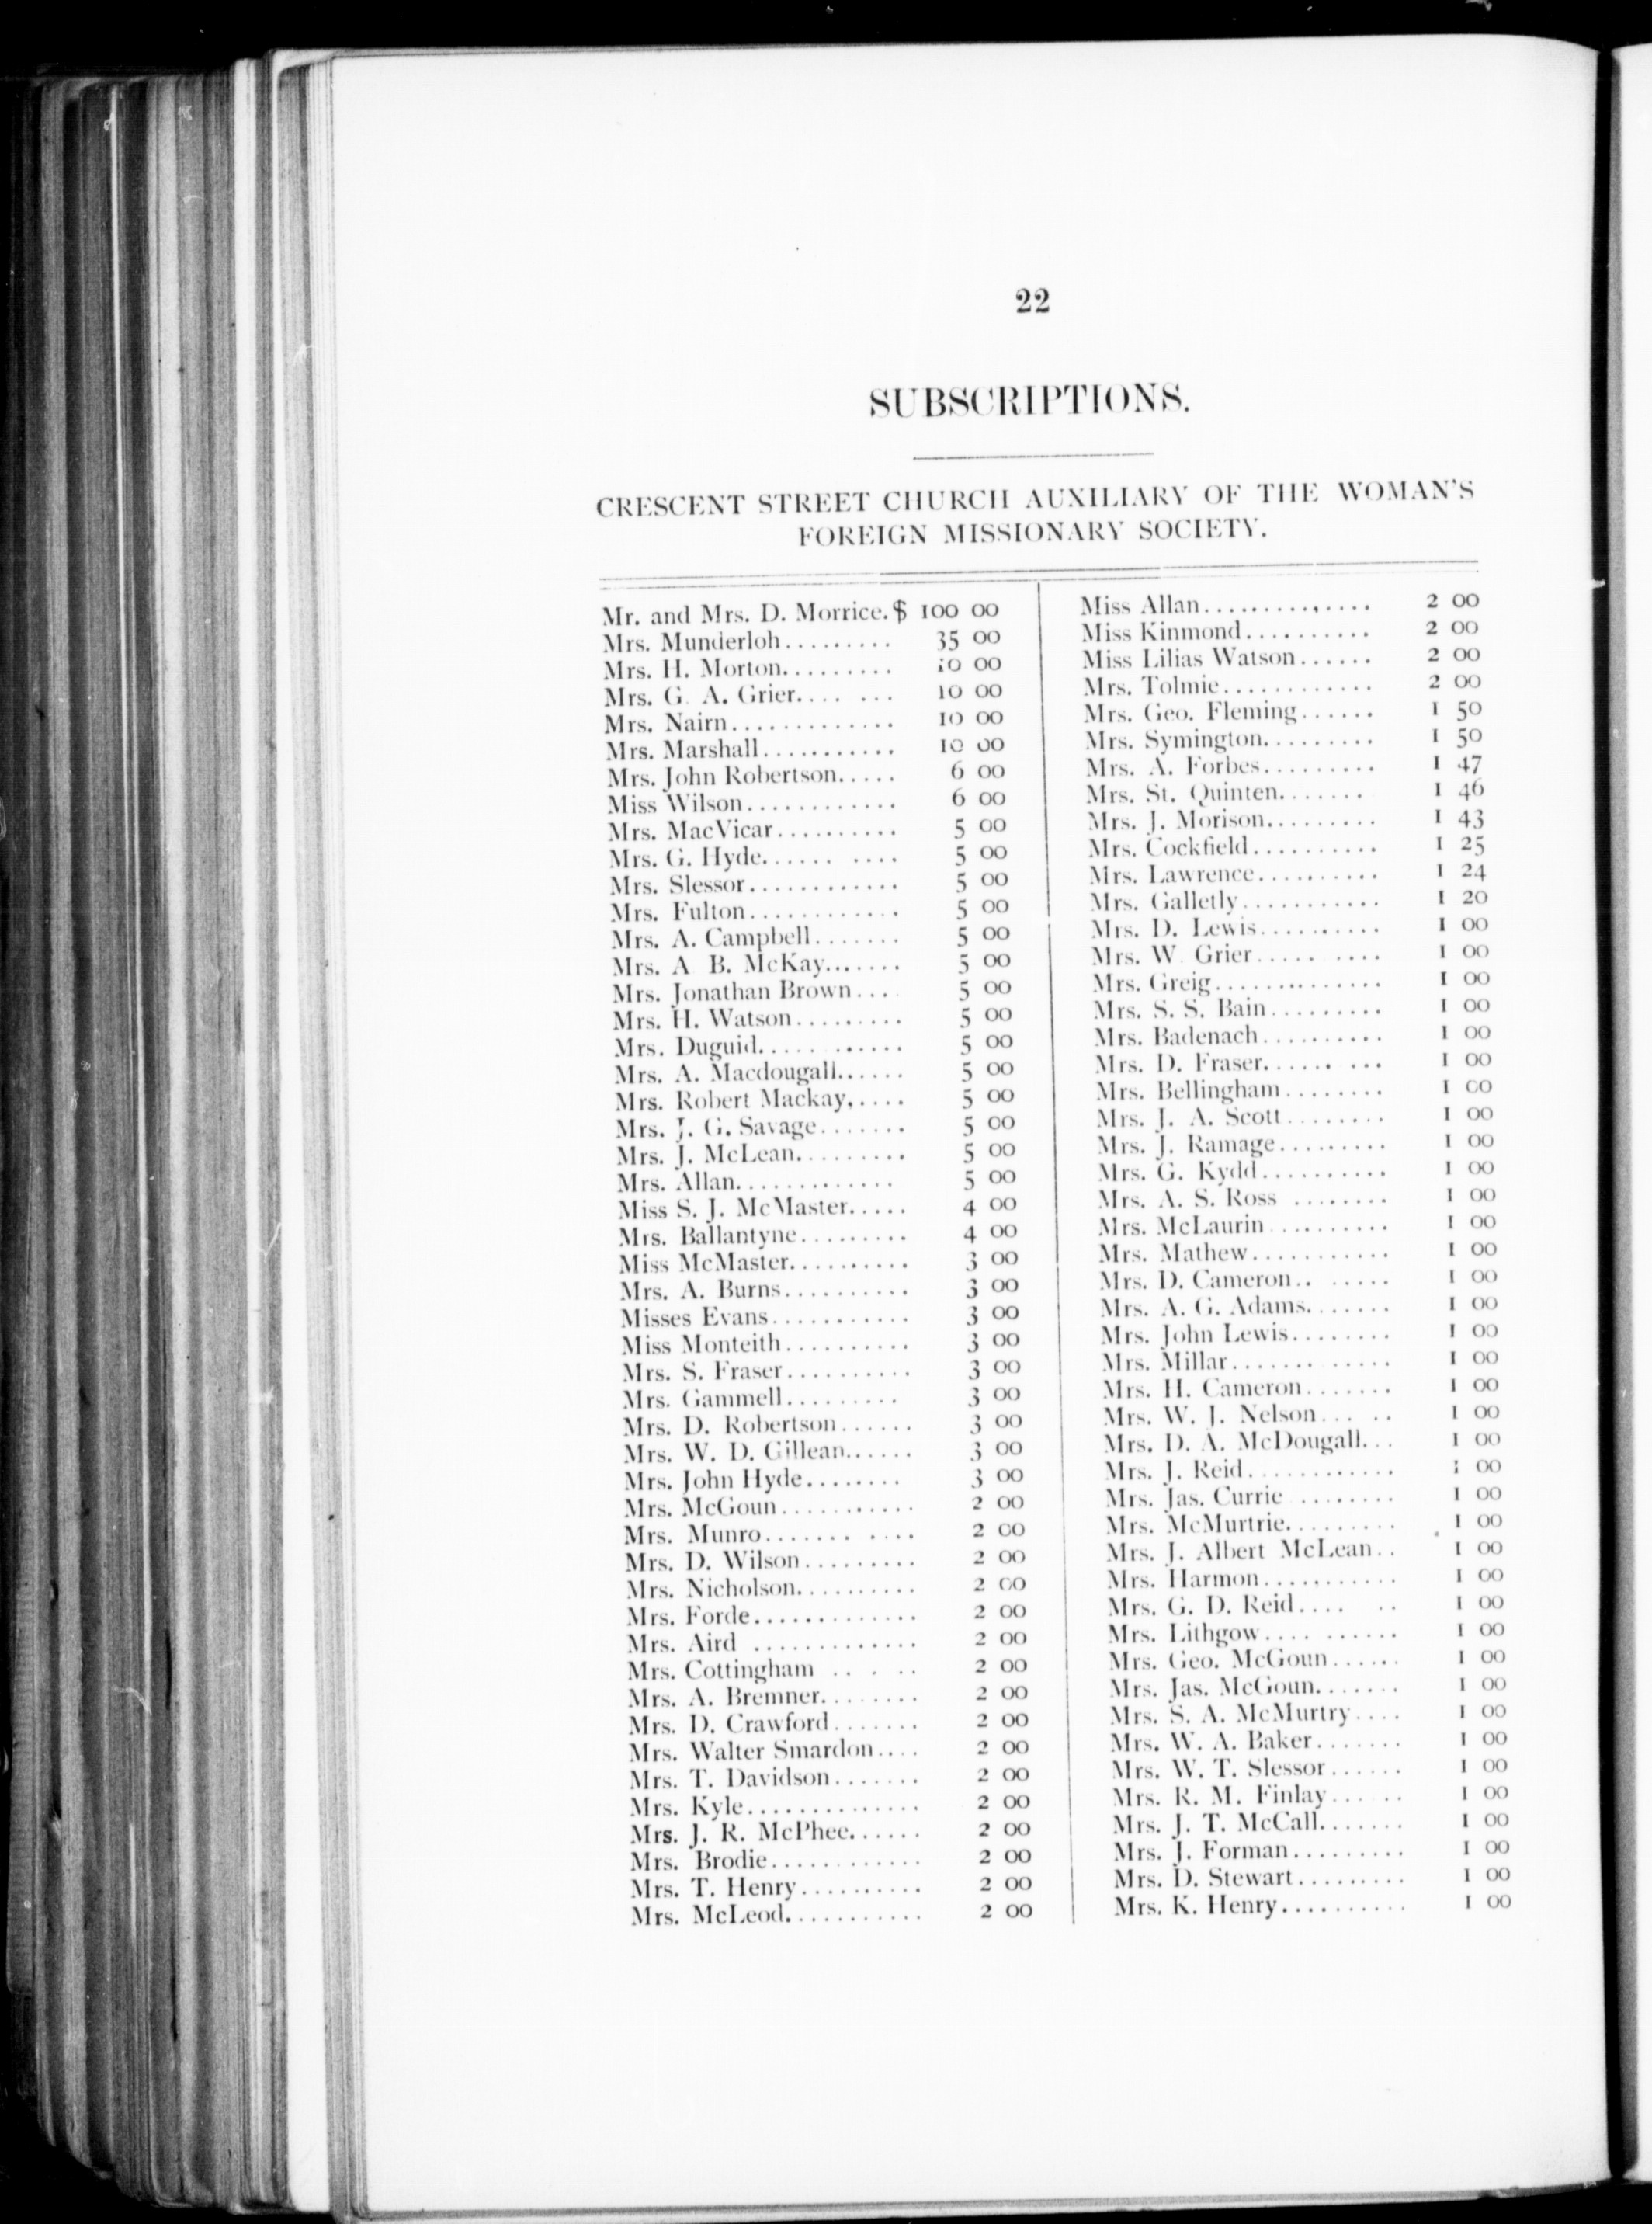 22
SUBSCRIPTIONS.
CRESCENT STREET CHURCH AUXILIARY OF THE WOMAN'S
FOREIGN MISSIONARY SOCIETY.
Mr. and Mrs. D. Morrice. $ 100 00
Mrs. Munderloh......... 35 00
Mrs. H. Morton......... 10 00
Mrs. G. A. Grier.... ... 10 00
Mrs. Nairn............. 10 00
Mrs. Marshall........... 10 00
Mrs. John Robertson..... 6 00
Miss Wilson............ 6 00
Mrs. MacVicar.......... 5 00
Mrs. G. Hyde...... .... 5 00
Mrs. Slessor............ 5 00
Mrs. Fulton............ 5 00
Mrs. A. Campbell....... 5 00
Mrs. A B. McKay....... 5 00
Mrs. Jonathan Brown.... 5 00
Mrs. H. Watson......... 5 00
Mrs. Duguid..... ...... 5 00
Mrs. A. Macdougall...... 5 00
Mrs. Robert Mackay,.... 5 00
Mrs. J. G. Savage....... 5 00
Mrs. J. McLean......... 5 00
Mrs. Allan............. 5 00
Miss S. J. McMaster..... 4 00
Mrs. Ballantyne......... 4 00
Miss McMaster.......... 3 00
Mrs. A. Burns.......... 3 00
Misses Evans........... 3 00
Miss Monteith.......... 3 00
Mrs. S. Fraser.......... 3 00
Mrs. Gammell......... 3 00
Mrs. D. Robertson...... 3 00
Mrs. W. D. Gillean...... 3 00
Mrs. John Hyde........ 3 00
Mrs. McGoun........... 2 00
Mrs. Munro....... .... 2 00
Mrs. D. Wilson......... 2 00
Mrs. Nicholson.......... 2 00
Mrs. Forde............. 2 00
Mrs. Aird ............. 2 00
Mrs. Cottingham .. . .. 2 00
Mrs. A. Bremner........ 2 00
Mrs. D. Crawford....... 2 00
Mrs. Walter Smardon.... 2 00
Mrs. T. Davidson....... 2 00
Mrs. Kyle.............. 2 00
Mrs. J. R. McPhee...... 2 00
Mrs. Brodie............ 2 00
Mrs. T. Henry.......... 2 00
Mrs. McLeod........... 2 00
Miss Allan.............. 2 00
Miss Kinmond.......... 2 00
Miss Lilias Watson...... 2 00
Mrs. Tolmie............ 2 00
Mrs. Geo. Fleming...... 1 50
Mrs. Symington......... 1 50
Mrs. A. Forbes......... 1 47
Mrs. St. Quinten....... 1 46
Mrs. J. Morison......... 1 43
Mrs. Cockfield.......... 1 25
Mrs. Lawrence.......... 1 24
Mrs. Galletly........... 1 20
Mrs. D. Lewis.......... 1 00
Mrs. W. Grier..... .... 1 00
Mrs. Greig.............. 1 00
Mrs. S. S. Bain......... 1 00
Mrs. Badenach.......... 1 00
Mrs. D. Fraser...... ... 1 00
Mrs. Bellingham........ 1 00
Mrs. J. A. Scott........ 1 00
Mrs. J. Ramage......... 1 00
Mrs. G. Kydd.......... 1 00
Mrs. A. S. Ross ........ 1 00
Mrs. McLaurin .......... 1 00
Mrs. Mathew........... 1 00
Mrs. D. Cameron.. ..... 1 00
Mrs. A. G. Adams....... 1 00
Mrs. John Lewis........ 1 00
Mrs. Millar............. 1 00
Mrs. H. Cameron....... 1 00
Mrs. W. J. Nelson... .. 1 00
Mrs. D. A. McDougall... 1 00
Mrs. J. Reid............ 1 00
Mrs. Jas. Currie ......... 1 00
Mrs. McMurtrie......... 1 00
Mrs. J. Albert McLean.. 1 00
Mrs. Harmon........... 1 00
Mrs. G. D. Reid.... .. 1 00
Mrs. Lithgow.... ...... 1 00
Mrs. Geo. McGoun...... 1 00
Mrs. Jas. McGoun....... 1 00
Mrs. S. A. McMurtry.... 1 00
Mrs. W. A. Baker....... 1 00
Mrs. W. T. Slessor...... 1 00
Mrs. R. M. Finlay...... 1 00
Mrs. J. T. McCall....... 1 00
Mrs. J. Forman......... 1 00
Mrs. D. Stewart......... 1 00
Mrs. K. Henry.......... 1 00